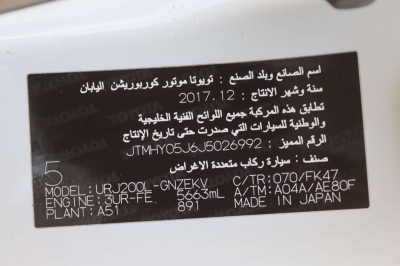 اسم الصانع وبلد الصنع : تويوتا موتور كوربوريشن اليابان
سنة وشهر الانتاج : 2017.12
تطابق هذه المركبة جميع اللوائح الفنية الخليجية
والوطنية للسيارات التي صدرت حتى تاريخ الإنتاج
الرقم المميز : JTMHY05J6J5026992
صنف : سيارة ركاب متعددة الاغراض
5
MODEL:URJ200L-GNZEKV C/TR:070/FK47
ENGINE:3UR-FE 5663mL A/TM:A04A/AE80F
PLANT:A51 891 MADE IN JAPAN